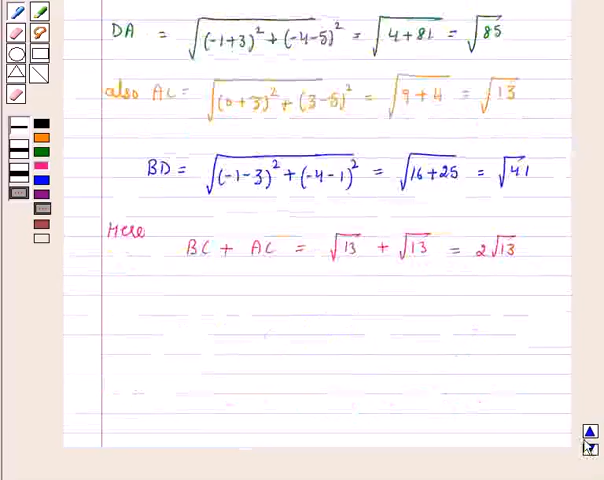 DA = √(-1+3)² + (-4-5)² = √4+81 = √85
also AC = √(0+3)² + (3-5)² = √9+4 = √13
BD = √(-1-3)² + (-4-1)² = √16+25 = √41
Here
BC + AC = √13 + √13 = 2√13